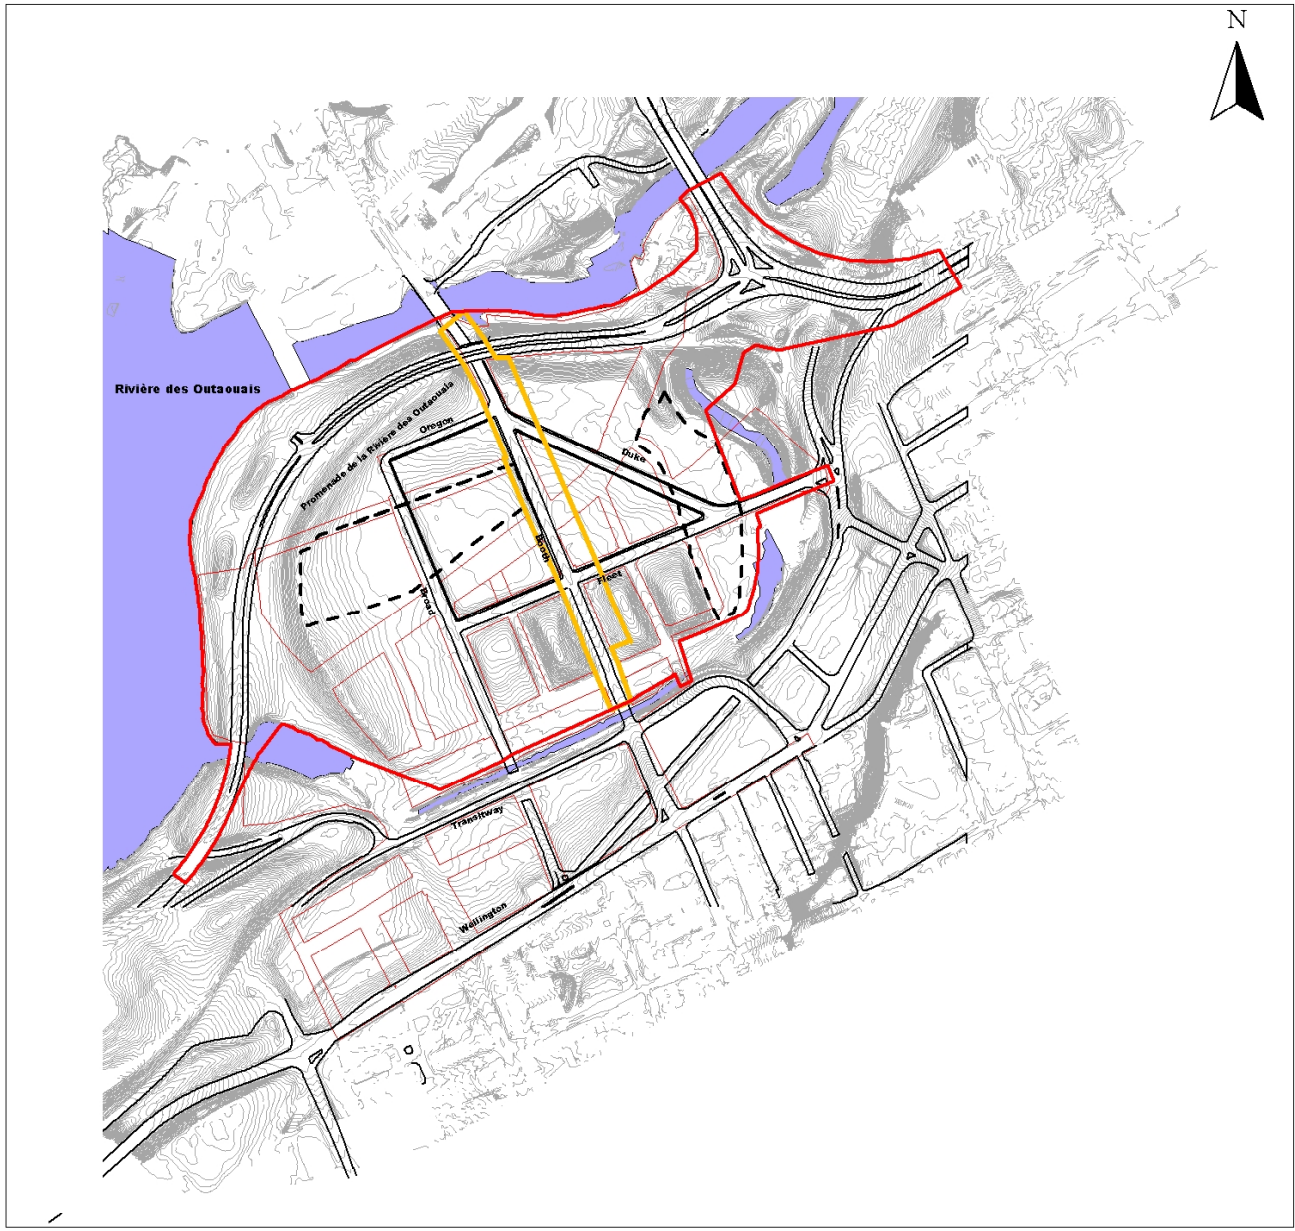 N
Rivière des Outaouais
Promenade de la Rivière des Outaouais
Oregon
Duke
Booth
Fleet
Broad
Transitway
Wellington